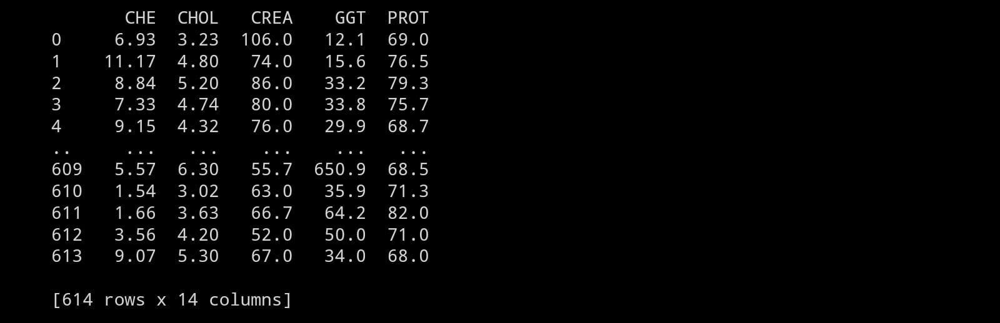 CHE CHOL CREA GGT PROT
0 6.93 3.23 106.0 12.1 69.0
1 11.17 4.80 74.0 15.6 76.5
2 8.84 5.20 86.0 33.2 79.3
3 7.33 4.74 80.0 33.8 75.7
4 9.15 4.32 76.0 29.9 68.7
.. ... ... ... ... ...
609 5.57 6.30 55.7 650.9 68.5
610 1.54 3.02 63.0 35.9 71.3
611 1.66 3.63 66.7 64.2 82.0
612 3.56 4.20 52.0 50.0 71.0
613 9.07 5.30 67.0 34.0 68.0
[614 rows x 14 columns]